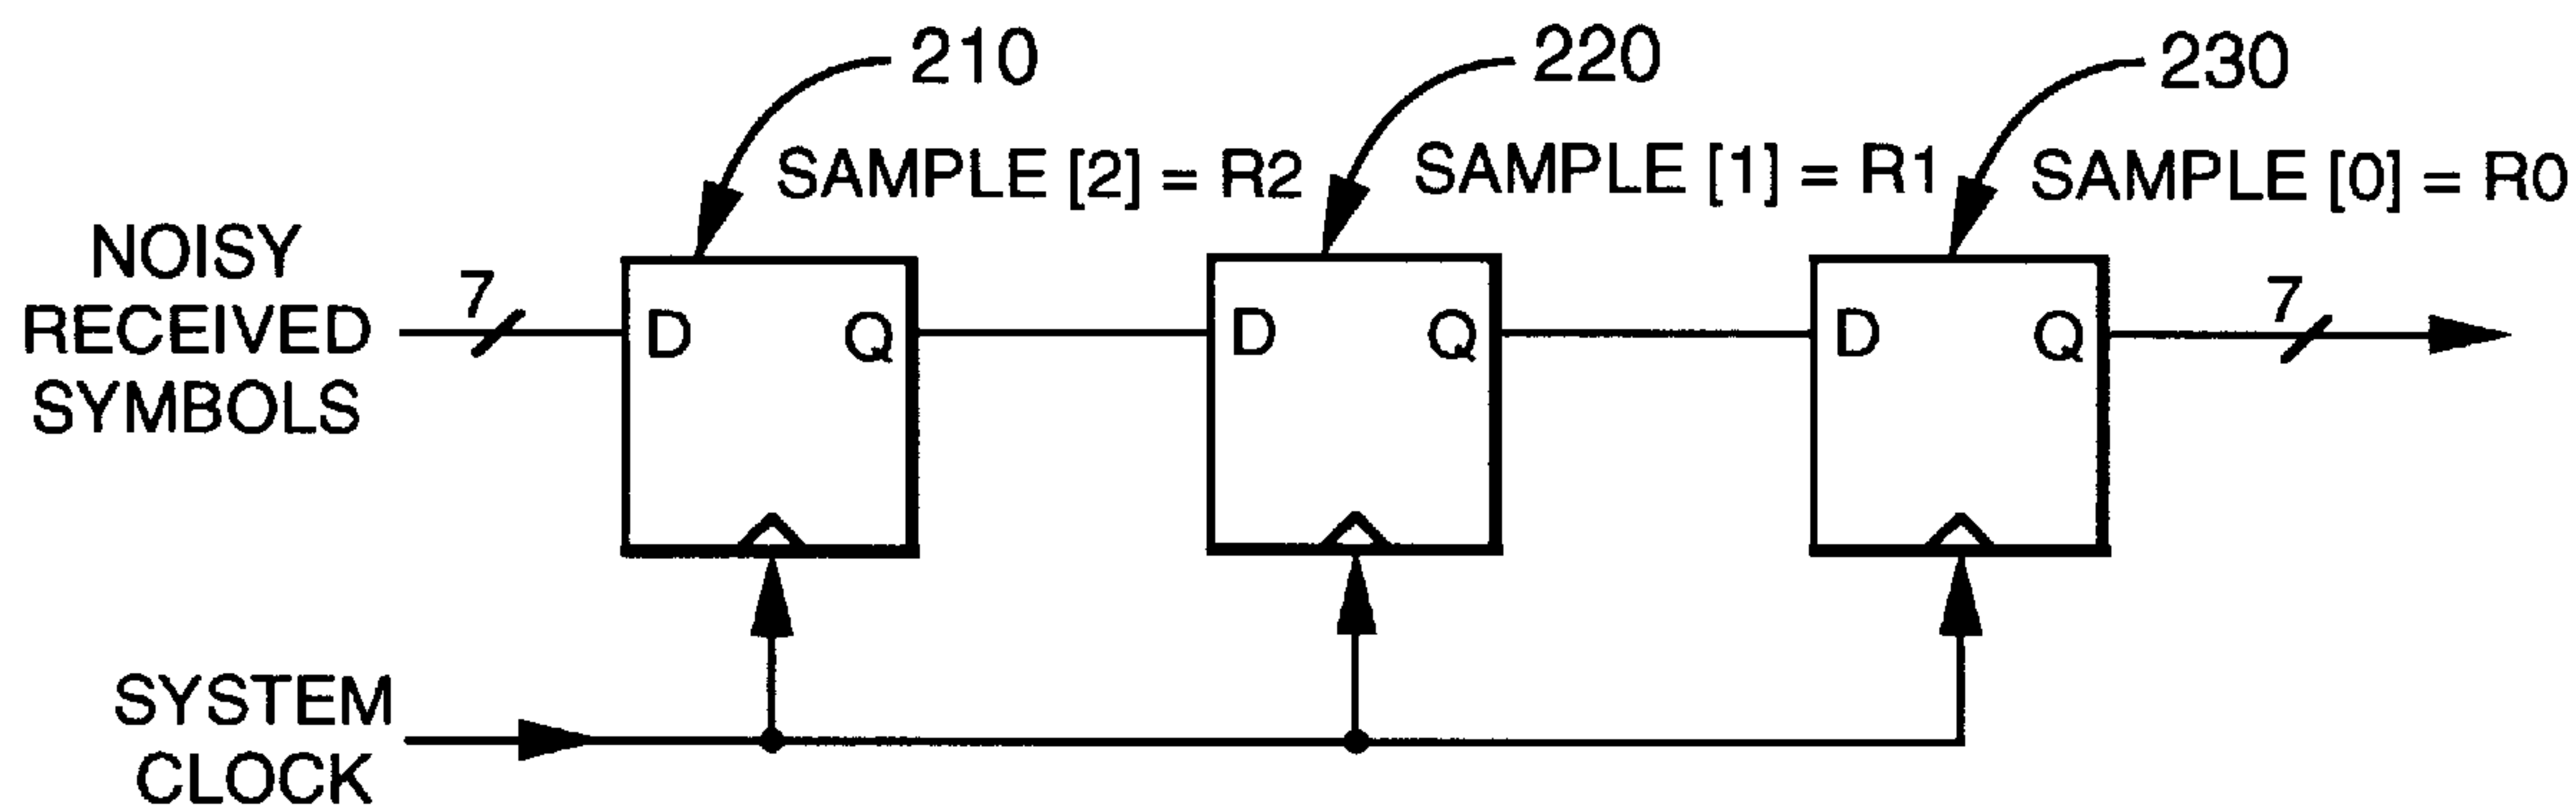 210
220
230
SAMPLE [2] = R2
SAMPLE [1] = R1
SAMPLE [0] = R0
NOISY
RECEIVED
SYMBOLS
7
D
Q
D
Q
D
Q
7
SYSTEM
CLOCK